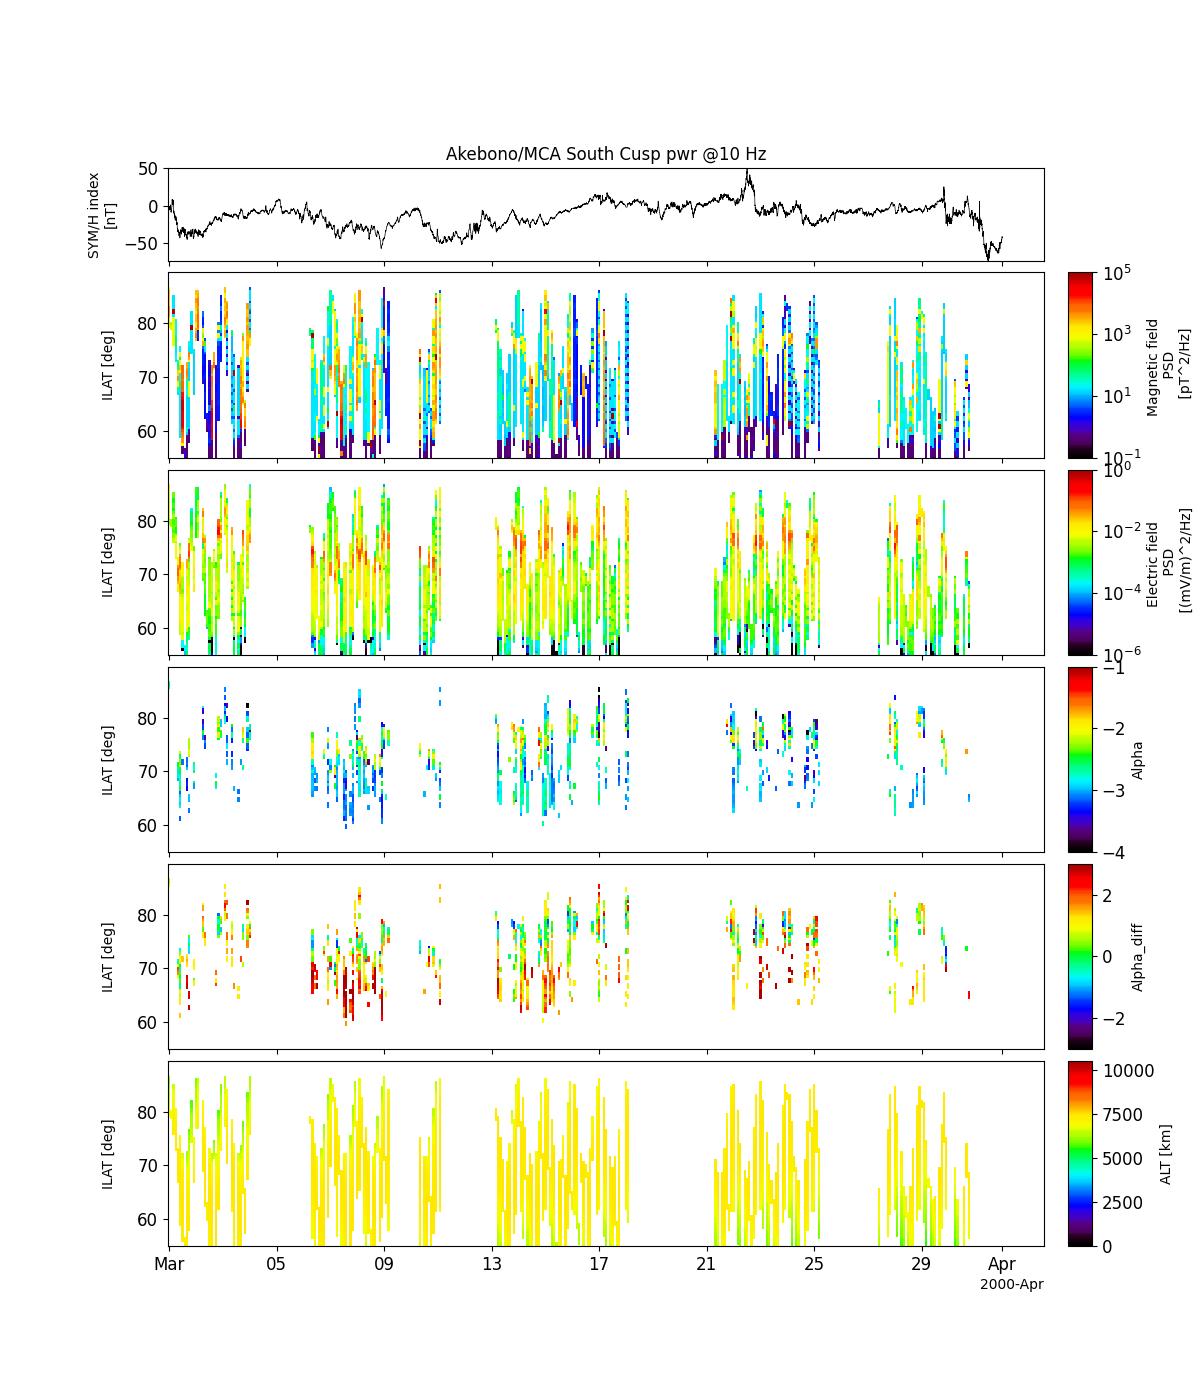 Akebono/MCA South Cusp pwr @10 Hz
SYM/H index
[nT]
50
0
−50
ILAT [deg]
80
70
60
10^5
10^3
10^1
10^-1
Magnetic field
PSD
[pT^2/Hz]
ILAT [deg]
80
70
60
10^0
10^-2
10^-4
10^-6
Electric field
PSD
[(mV/m)^2/Hz]
ILAT [deg]
80
70
60
−1
−2
−3
−4
Alpha
ILAT [deg]
80
70
60
2
0
−2
Alpha_diff
ILAT [deg]
80
70
60
10000
7500
5000
2500
0
ALT [km]
Mar 05 09 13 17 21 25 29 Apr
2000-Apr